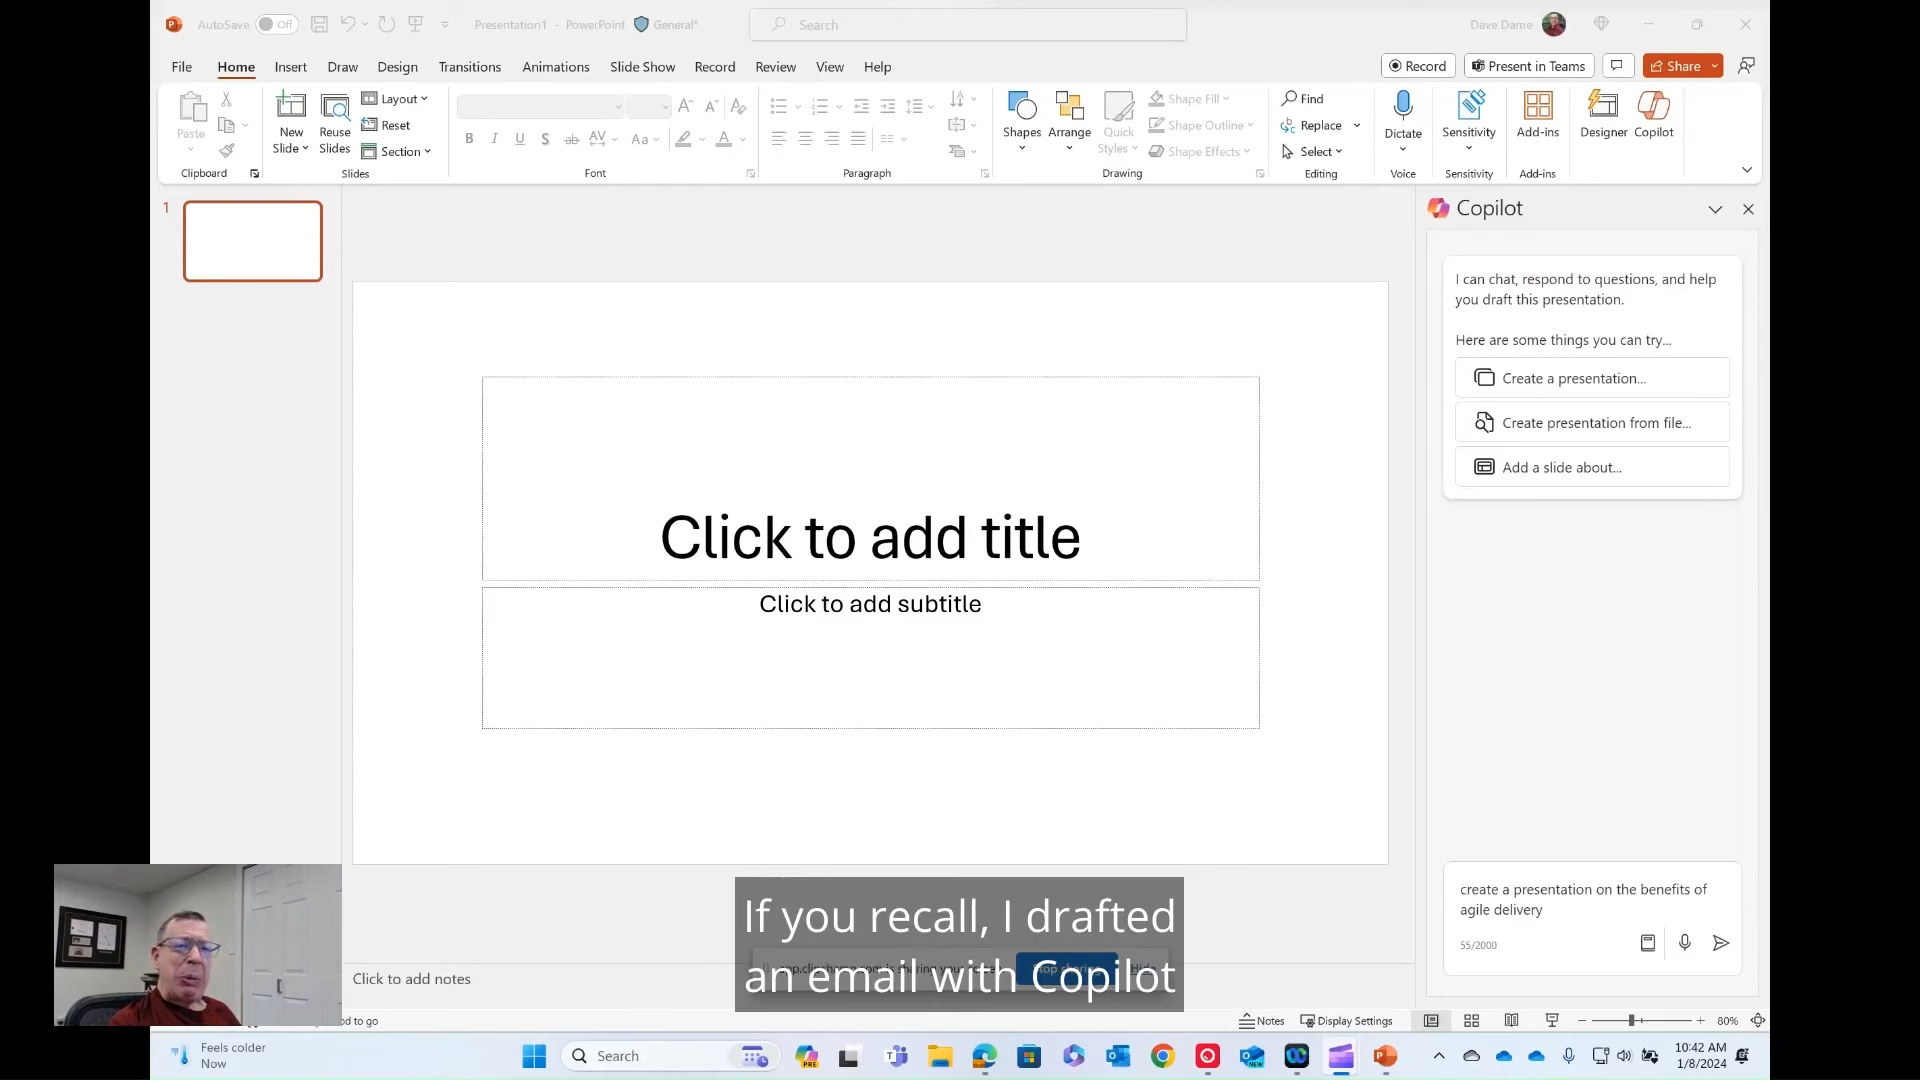 AutoSave Off Presentation1 - PowerPoint General* Search Dave Dame
File Home Insert Draw Design Transitions Animations Slide Show Record Review View Help Record Present in Teams Share
Paste
New
Slide
Reuse
Slides
Layout
Reset
Section
B I U S ab AV Aa A
Shapes
Arrange
Quick
Styles
Shape Fill
Shape Outline
Shape Effects
Find
Replace
Select
Dictate
Sensitivity
Add-ins
Designer
Copilot
Clipboard Slides Font Paragraph Drawing Editing Voice Sensitivity Add-ins
1
Click to add title
Click to add subtitle
Copilot
I can chat, respond to questions, and help
you draft this presentation.
Here are some things you can try...
Create a presentation...
Create presentation from file...
Add a slide about...
create a presentation on the benefits of
agile delivery
55/2000
If you recall, I drafted
an email with Copilot
Click to add notes
to go Notes Display Settings 80%
Feels colder
Now
Search
PRE
NEW
10:42 AM
1/8/2024